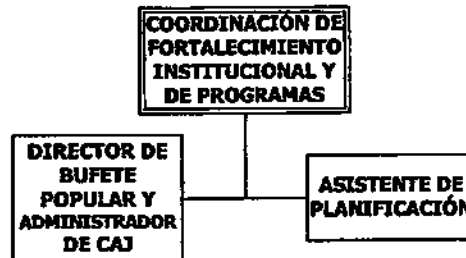 COORDINACIÓN DE
FORTALECIMIENTO
INSTITUCIONAL Y
DE PROGRAMAS
DIRECTOR DE
BUFETE
POPULAR Y
ADMINISTRADOR
DE CAJ
ASISTENTE DE
PLANIFICACIÓN